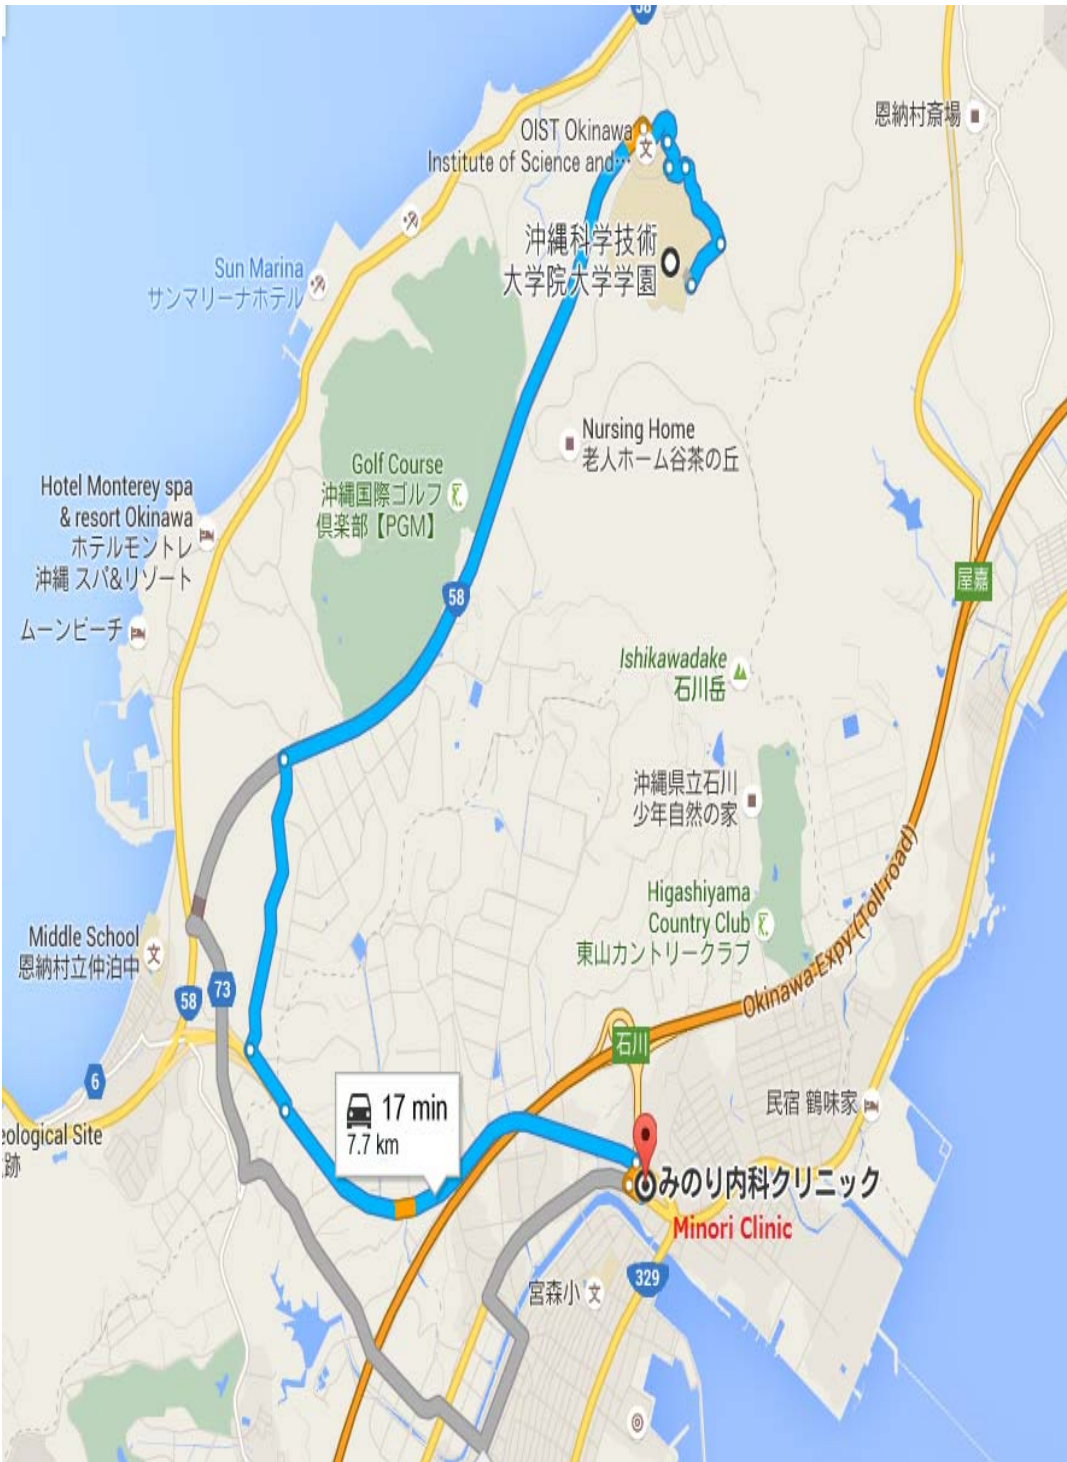 58
恩納村斎場
OIST Okinawa
Institute of Science and…
文
沖縄科学技術
大学院大学学園
Sun Marina
サンマリーナホテル
Nursing Home
老人ホーム谷茶の丘
Golf Course
沖縄国際ゴルフ
倶楽部【PGM】
Hotel Monterey spa
& resort Okinawa
ホテルモントレ
沖縄 スパ&リゾート
屋嘉
58
ムーンビーチ
Ishikawadake
石川岳
沖縄県立石川
少年自然の家
Higashiyama
Country Club
東山カントリークラブ
Okinawa Expy (Toll road)
Middle School
恩納村立仲泊中
文
58
73
石川
6
17 min
7.7 km
民宿 鶴味家
eological Site
跡
みのり内科クリニック
Minori Clinic
329
宮森小
文